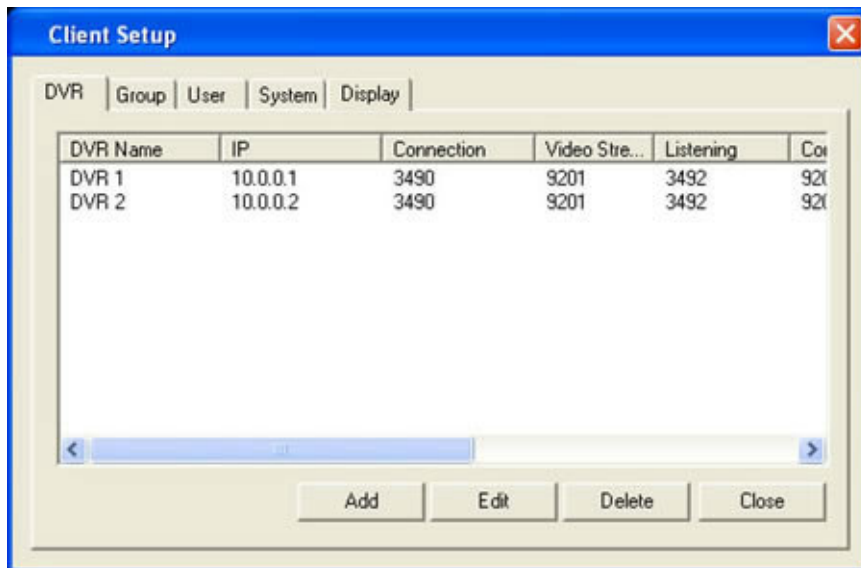 Client Setup
DVR Group User System Display
DVR Name IP Connection Video Stre... Listening
DVR 1 10.0.0.1 3490 9201 3492
DVR 2 10.0.0.2 3490 9201 3492
Add Edit Delete Close